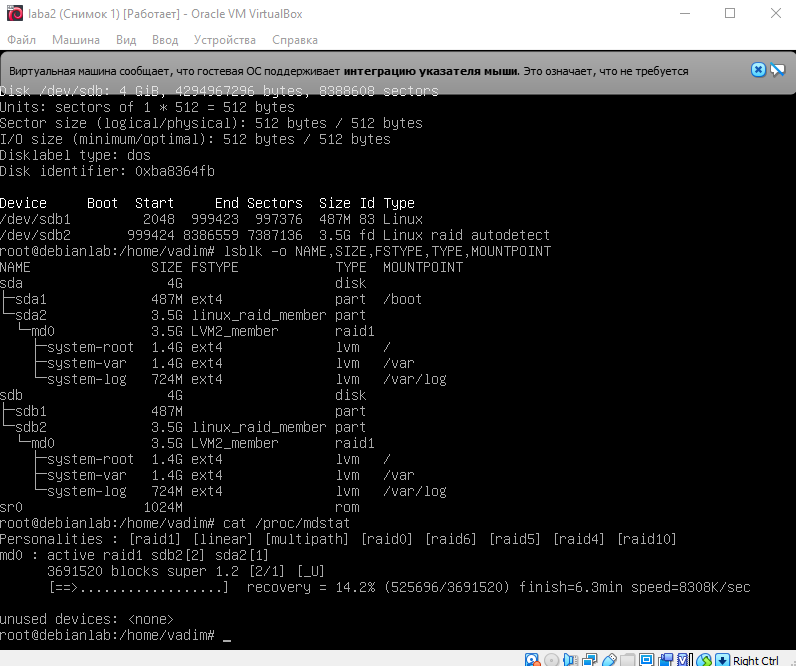 laba2 (Снимок 1) [Работает] - Oracle VM VirtualBox
Файл Машина Вид Ввод Устройства Справка
Виртуальная машина сообщает, что гостевая ОС поддерживает интеграцию указателя мыши. Это означает, что не требуется
Disk /dev/sdb: 4 GiB, 4294967296 bytes, 8388608 sectors
Units: sectors of 1 * 512 = 512 bytes
Sector size (logical/physical): 512 bytes / 512 bytes
I/O size (minimum/optimal): 512 bytes / 512 bytes
Disklabel type: dos
Disk identifier: 0xba8364fb
Device     Boot  Start     End Sectors  Size Id Type
/dev/sdb1         2048  999423  997376  487M 83 Linux
/dev/sdb2       999424 8386559 7387136  3.5G fd Linux raid autodetect
root@debianlab:/home/vadim# lsblk -o NAME,SIZE,FSTYPE,TYPE,MOUNTPOINT
NAME               SIZE FSTYPE            TYPE  MOUNTPOINT
sda                  4G                   disk
├─sda1             487M ext4              part  /boot
└─sda2             3.5G linux_raid_member part
  └─md0            3.5G LVM2_member       raid1
    ├─system-root  1.4G ext4              lvm   /
    ├─system-var   1.4G ext4              lvm   /var
    └─system-log   724M ext4              lvm   /var/log
sdb                  4G                   disk
├─sdb1             487M                   part
└─sdb2             3.5G linux_raid_member part
  └─md0            3.5G LVM2_member       raid1
    ├─system-root  1.4G ext4              lvm   /
    ├─system-var   1.4G ext4              lvm   /var
    └─system-log   724M ext4              lvm   /var/log
sr0               1024M                   rom
root@debianlab:/home/vadim# cat /proc/mdstat
Personalities : [raid1] [linear] [multipath] [raid0] [raid6] [raid5] [raid4] [raid10]
md0 : active raid1 sdb2[2] sda2[1]
      3691520 blocks super 1.2 [2/1] [_U]
      [==>..................]  recovery = 14.2% (525696/3691520) finish=6.3min speed=8308K/sec
unused devices: <none>
root@debianlab:/home/vadim# _
Right Ctrl